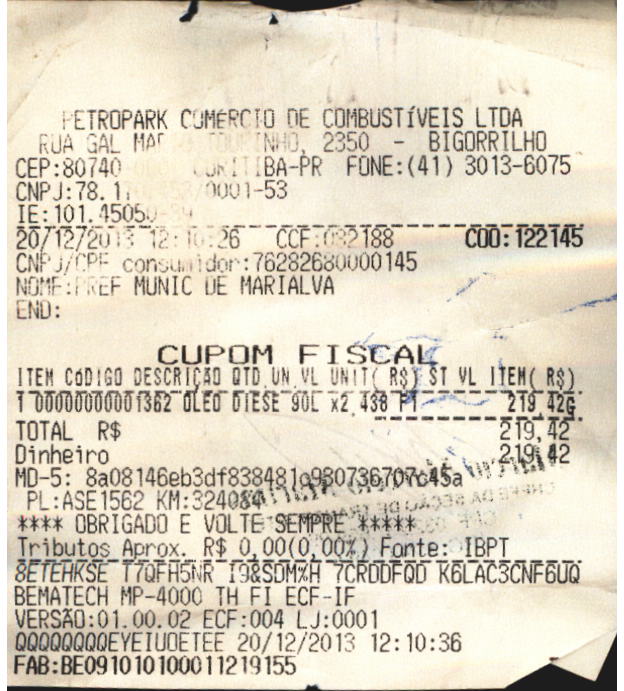 PETROPARK COMÉRCIO DE COMBUSTÍVEIS LTDA
RUA GAL 2350 - BIGORRILHO
CEP:80740 CURITIBA-PR FONE:(41) 3013-6075
CNPJ:78.1 /0001-53
IE:101.45050
20/12/2013 12:10:26 CCF:082188 COO:122145
CNPJ/CPF consumidor:76282680000145
NOME:PREF MUNIC DE MARIALVA
END:
CUPOM FISCAL
ITEM CóDIGO DESCRIÇÃO QTD.UN.VL UNIT( R$) ST VL ITEM( R$)
1 0000000001362 OLEO DIESE 90L x2,438 F1 219,42G
TOTAL R$ 219,42
Dinheiro 219,42
MD-5: 8a08146eb3df838481c980736707c45a
PL:ASE1562 KM:324084
**** OBRIGADO E VOLTE SEMPRE *****
Tributos Aprox. R$ 0,00(0,00%) Fonte: IBPT
8ETEHKSE T7QFH5NR I9&SDM%H 7CRDDFQD K6LAC3CNF6UQ
BEMATECH MP-4000 TH FI ECF-IF
VERSÃO:01.00.02 ECF:004 LJ:0001
QQQQQQQQEYEIUOETEE 20/12/2013 12:10:36
FAB:BE091010100011219155